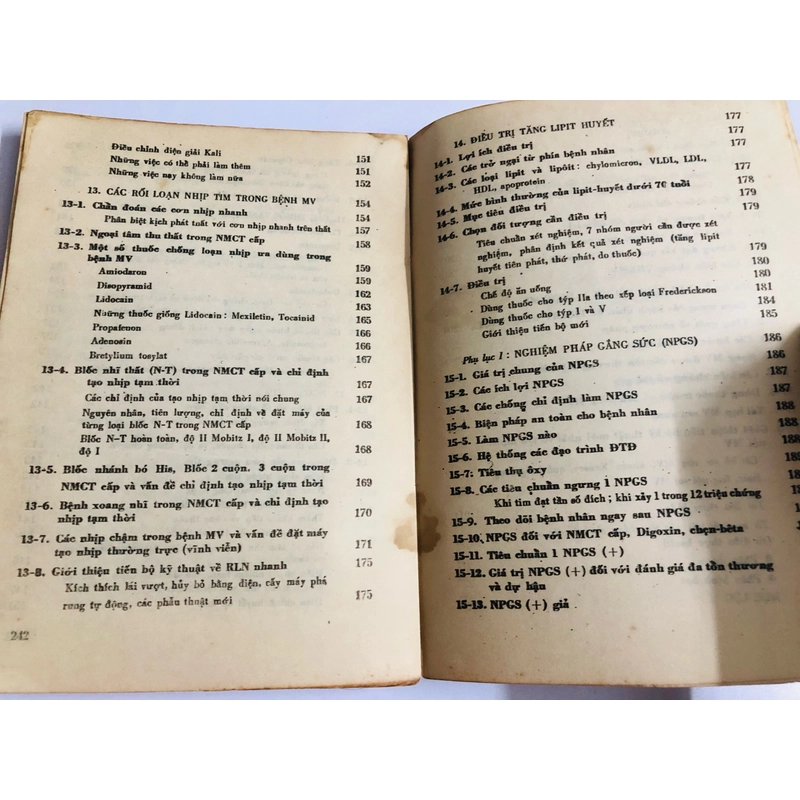 Điều chỉnh điện giải Kali 151
Những việc có thể phải làm thêm 151
Những việc nay không làm nữa 152
13. CÁC RỐI LOẠN NHỊP TIM TRONG BỆNH MV 154
13-1. Chẩn đoán các cơn nhịp nhanh 154
Phân biệt kịch phát tuất với cơn nhịp nhanh trên thất 157
13-2. Ngoại tâm thu thất trong NMCT cấp 158
13-3. Một số thuốc chống loạn nhịp ưa dùng trong
bệnh MV 159
Amiodaron 159
Disopyramid 162
Lidocain 163
Những thuốc giống Lidocain: Mexiletin, Tocainid 165
Propafenon 166
Adenosin 166
Bretylium tosylat 167
13-4. Blốc nhĩ thất (N-T) trong NMCT cấp và chỉ định
tạo nhịp tạm thời 167
Các chỉ định của tạo nhịp tạm thời nói chung 167
Nguyên nhân, tiên lượng, chỉ định về đặt máy của
từng loại blốc N-T trong NMCT cấp 168
Blốc N-T hoàn toàn, độ II Mobitz I, độ II Mobitz II,
độ I 168
13-5. Blốc nhánh bó His, Blốc 2 cuộn. 3 cuộn trong
NMCT cấp và vấn đề chỉ định tạo nhịp tạm thời 169
13-6. Bệnh xoang nhĩ trong NMCT cấp và chỉ định tạo
nhịp tạm thời 170
13-7. Các nhịp chậm trong bệnh MV và vấn đề đặt máy
tạo nhịp thường trực (vĩnh viễn) 171
13-8. Giới thiệu tiến bộ kỹ thuật về RLN nhanh 175
Kích thích lái vượt, hủy bỏ bằng điện, cấy máy phá
rung tự động, các phẫu thuật mới 175
242
14. ĐIỀU TRỊ TĂNG LIPIT HUYẾT 177
14-1. Lợi ích điều trị 177
14-2. Các trở ngại từ phía bệnh nhân
14-3. Các loại lipit và lipôit: chylomicron, VLDL, LDL,
HDL, apoprotein 177
14-4. Mức bình thường của lipit-huyết dưới 70 tuổi 178
14-5. Mục tiêu điều trị 179
14-6. Chọn đối tượng cần điều trị 179
Tiêu chuẩn xét nghiệm, 7 nhóm người cần được xét
nghiệm, phân định kết quả xét nghiệm (tăng lipit
huyết tiên phát, thứ phát, do thuốc) 179
14-7. Điều trị 180
Chế độ ăn uống 180
Dùng thuốc cho týp IIa theo xếp loại Frederickson 181
Dùng thuốc cho týp I và V 184
Giới thiệu tiến bộ mới 185
Phụ lục 1: NGHIỆM PHÁP GẮNG SỨC (NPGS) 186
15-1. Giá trị chung của NPGS 186
15-2. Các ích lợi NPGS 187
15-3. Các chống chỉ định làm NPGS 187
15-4. Biện pháp an toàn cho bệnh nhân
15-5. Làm NPGS nào
15-6. Hệ thống các đạo trình ĐTĐ
15-7: Tiêu thụ ôxy
15-8. Các tiêu chuẩn ngưng 1 NPGS
Khi tim đạt tần số đích; khi xảy 1 trong 12 triệu chứng
15-9. Theo dõi bệnh nhân ngay sau NPGS
15-10. NPGS đối với NMCT cấp, Digoxin, chẹn-bêta
15-11. Tiêu chuẩn 1 NPGS (+)
15-12. Giá trị NPGS (+) đối với đánh giá đa tổn thương
và dự hậu
15-13. NPGS (+) giả